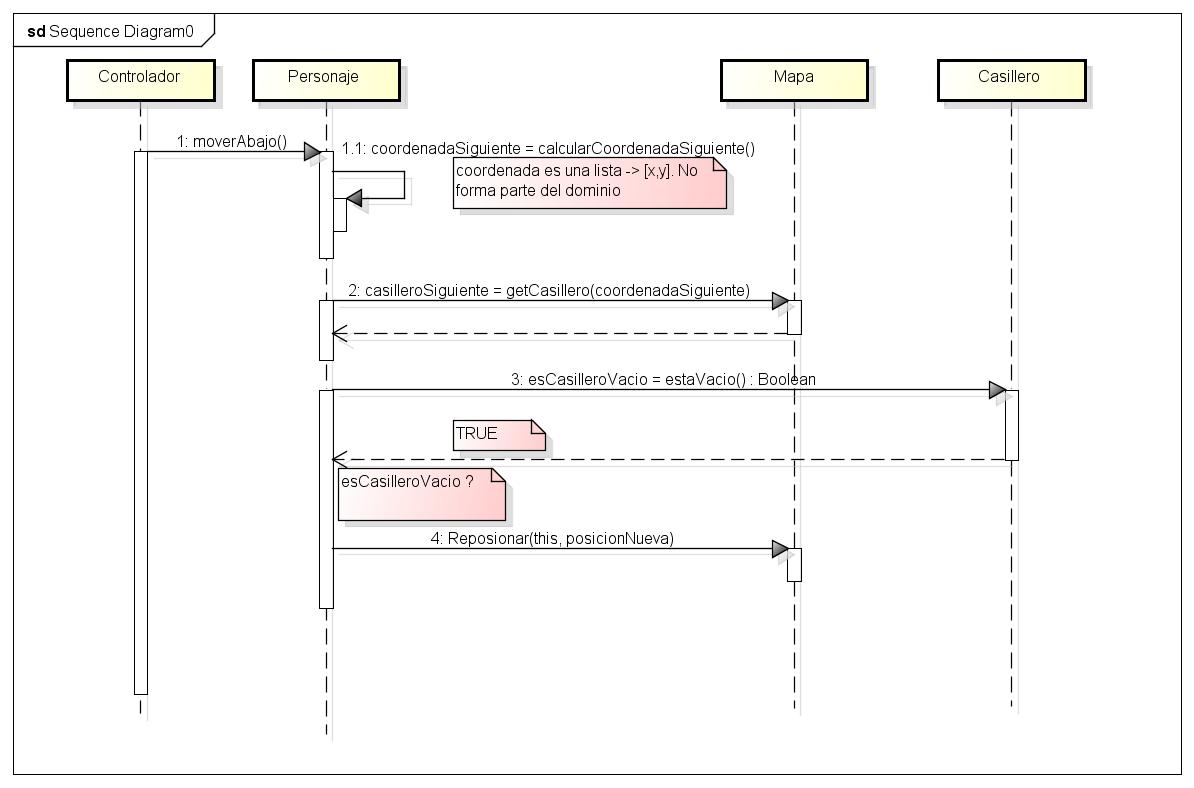 sd Sequence Diagram0
Controlador
Personaje
Mapa
Casillero
1: moverAbajo()
1.1: coordenadaSiguiente = calcularCoordenadaSiguiente()
coordenada es una lista -> [x,y]. No
forma parte del dominio
2: casilleroSiguiente = getCasillero(coordenadaSiguiente)
3: esCasilleroVacio = estaVacio() : Boolean
TRUE
esCasilleroVacio ?
4: Reposionar(this, posicionNueva)